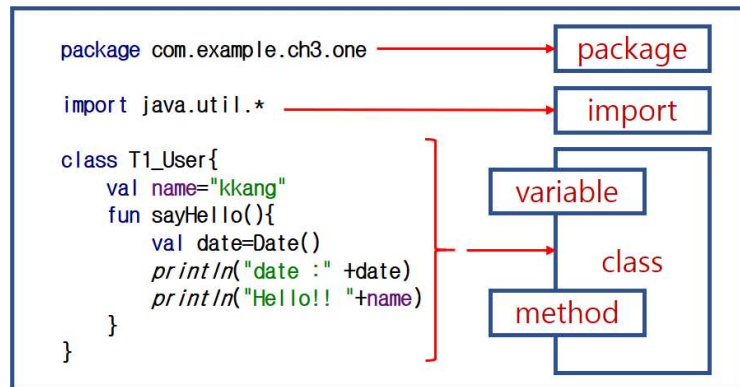 package com.example.ch3.one
package
import java.util.*
import
class T1_User{
val name="kkang"
variable
fun sayHello(){
val date=Date()
class
println("date :" +date)
println("Hello!! "+name)
method
}
}